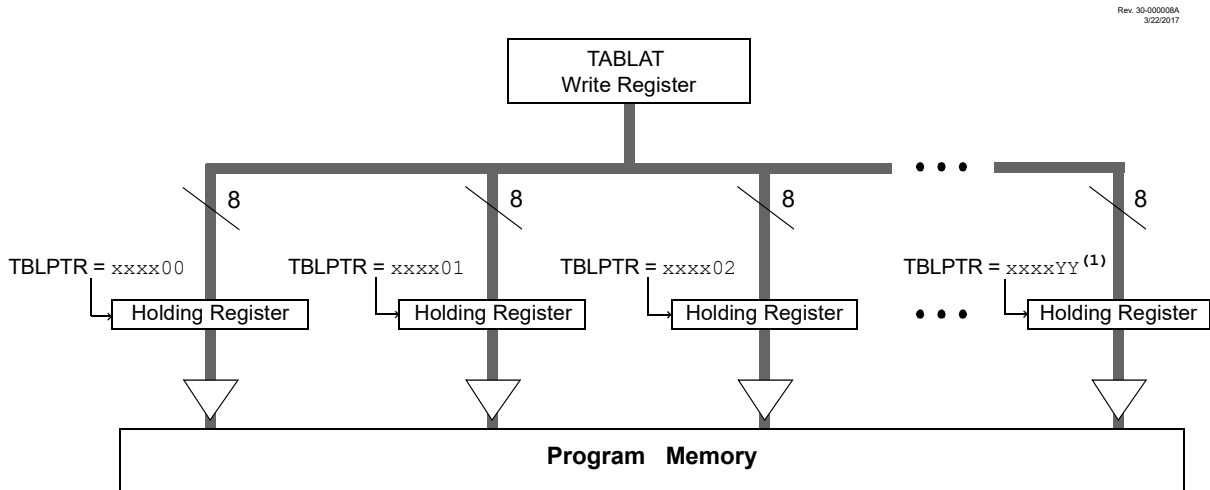 Rev. 30-000008A
3/22/2017
TABLAT
Write Register
8 8 8 8
TBLPTR = xxxx00 TBLPTR = xxxx01 TBLPTR = xxxx02 TBLPTR = xxxxYY(1)
Holding Register Holding Register Holding Register Holding Register
Program Memory